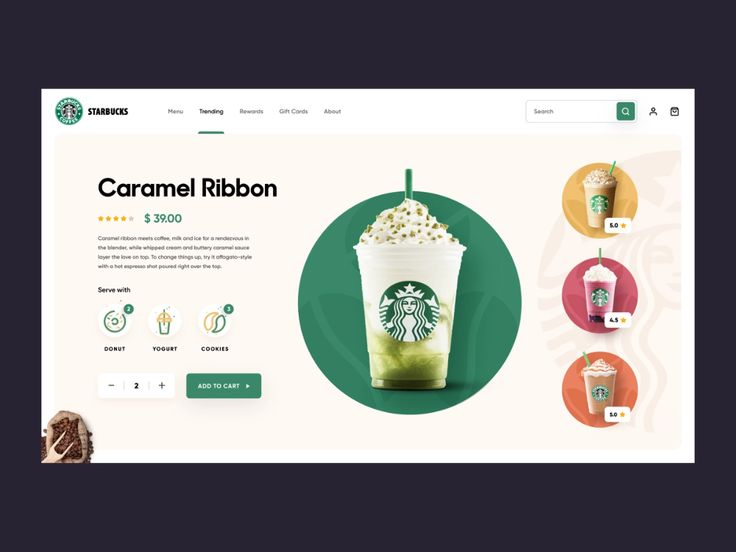 STARBUCKS
COFFEE
STARBUCKS
Menu
Trending
Rewards
Gift Cards
About
Search
Caramel Ribbon
$ 39.00
Caramel ribbon meets coffee, milk and ice for a rendezvous in
the blender, while whipped cream and buttery caramel sauce
layer the love on top. To change things up, try it affogato-style
with a hot espresso shot poured right over the top.
Serve with
2
3
DONUT
YOGURT
COOKIES
2
ADD TO CART
5.0
4.5
5.0